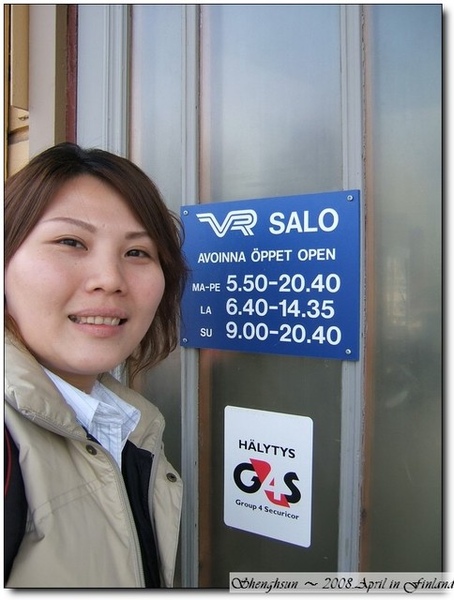 VR SALO
AVOINNA ÖPPET OPEN
MA-PE 5.50-20.40
LA 6.40-14.35
SU 9.00-20.40
HÄLYTYS
G4S
Group 4 Securicor
Shenghsun ~ 2008 April in Finland